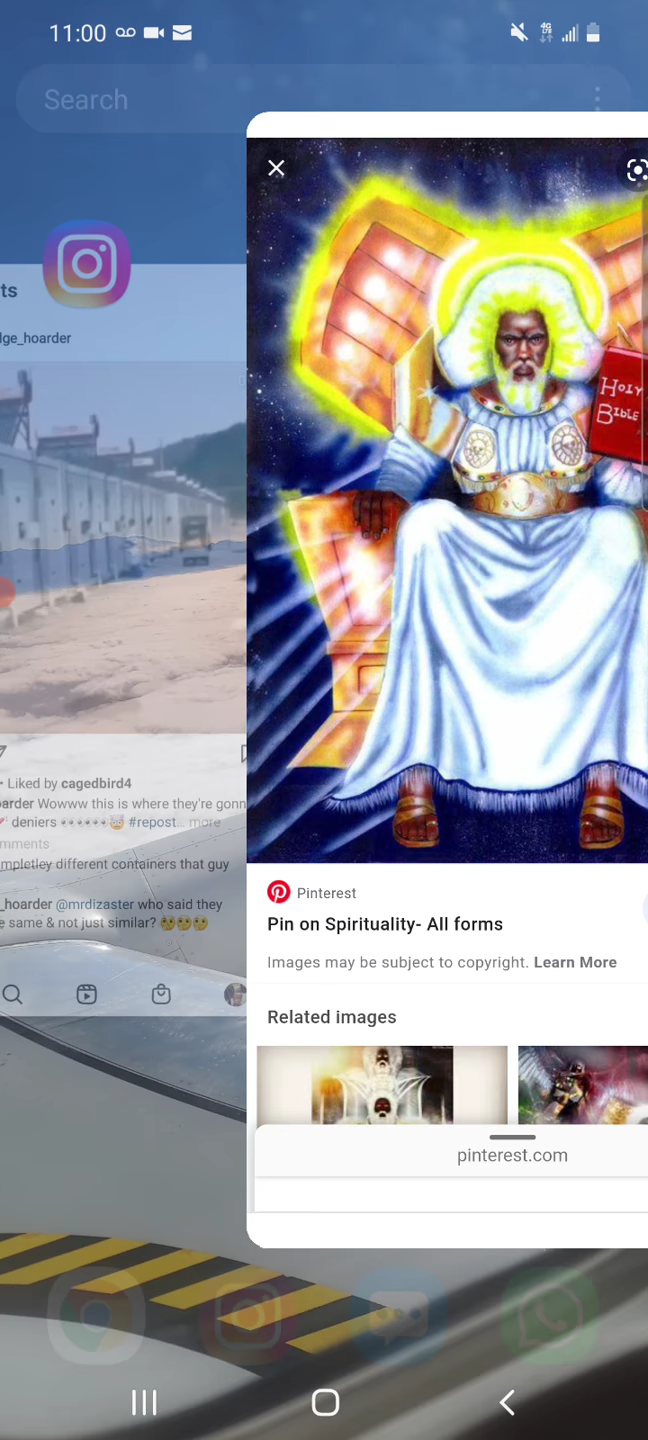 11:00
4G
LTE
Search
ts
lge_hoarder
HOLY
BIBLE
• Liked by cagedbird4
oarder Wowww this is where they're gonn
deniers #repost... more
mments
mpletley different containers that guy
_hoarder @mrdizaster who said they
e same & not just similar?
Pinterest
Pin on Spirituality- All forms
Images may be subject to copyright. Learn More
Related images
pinterest.com